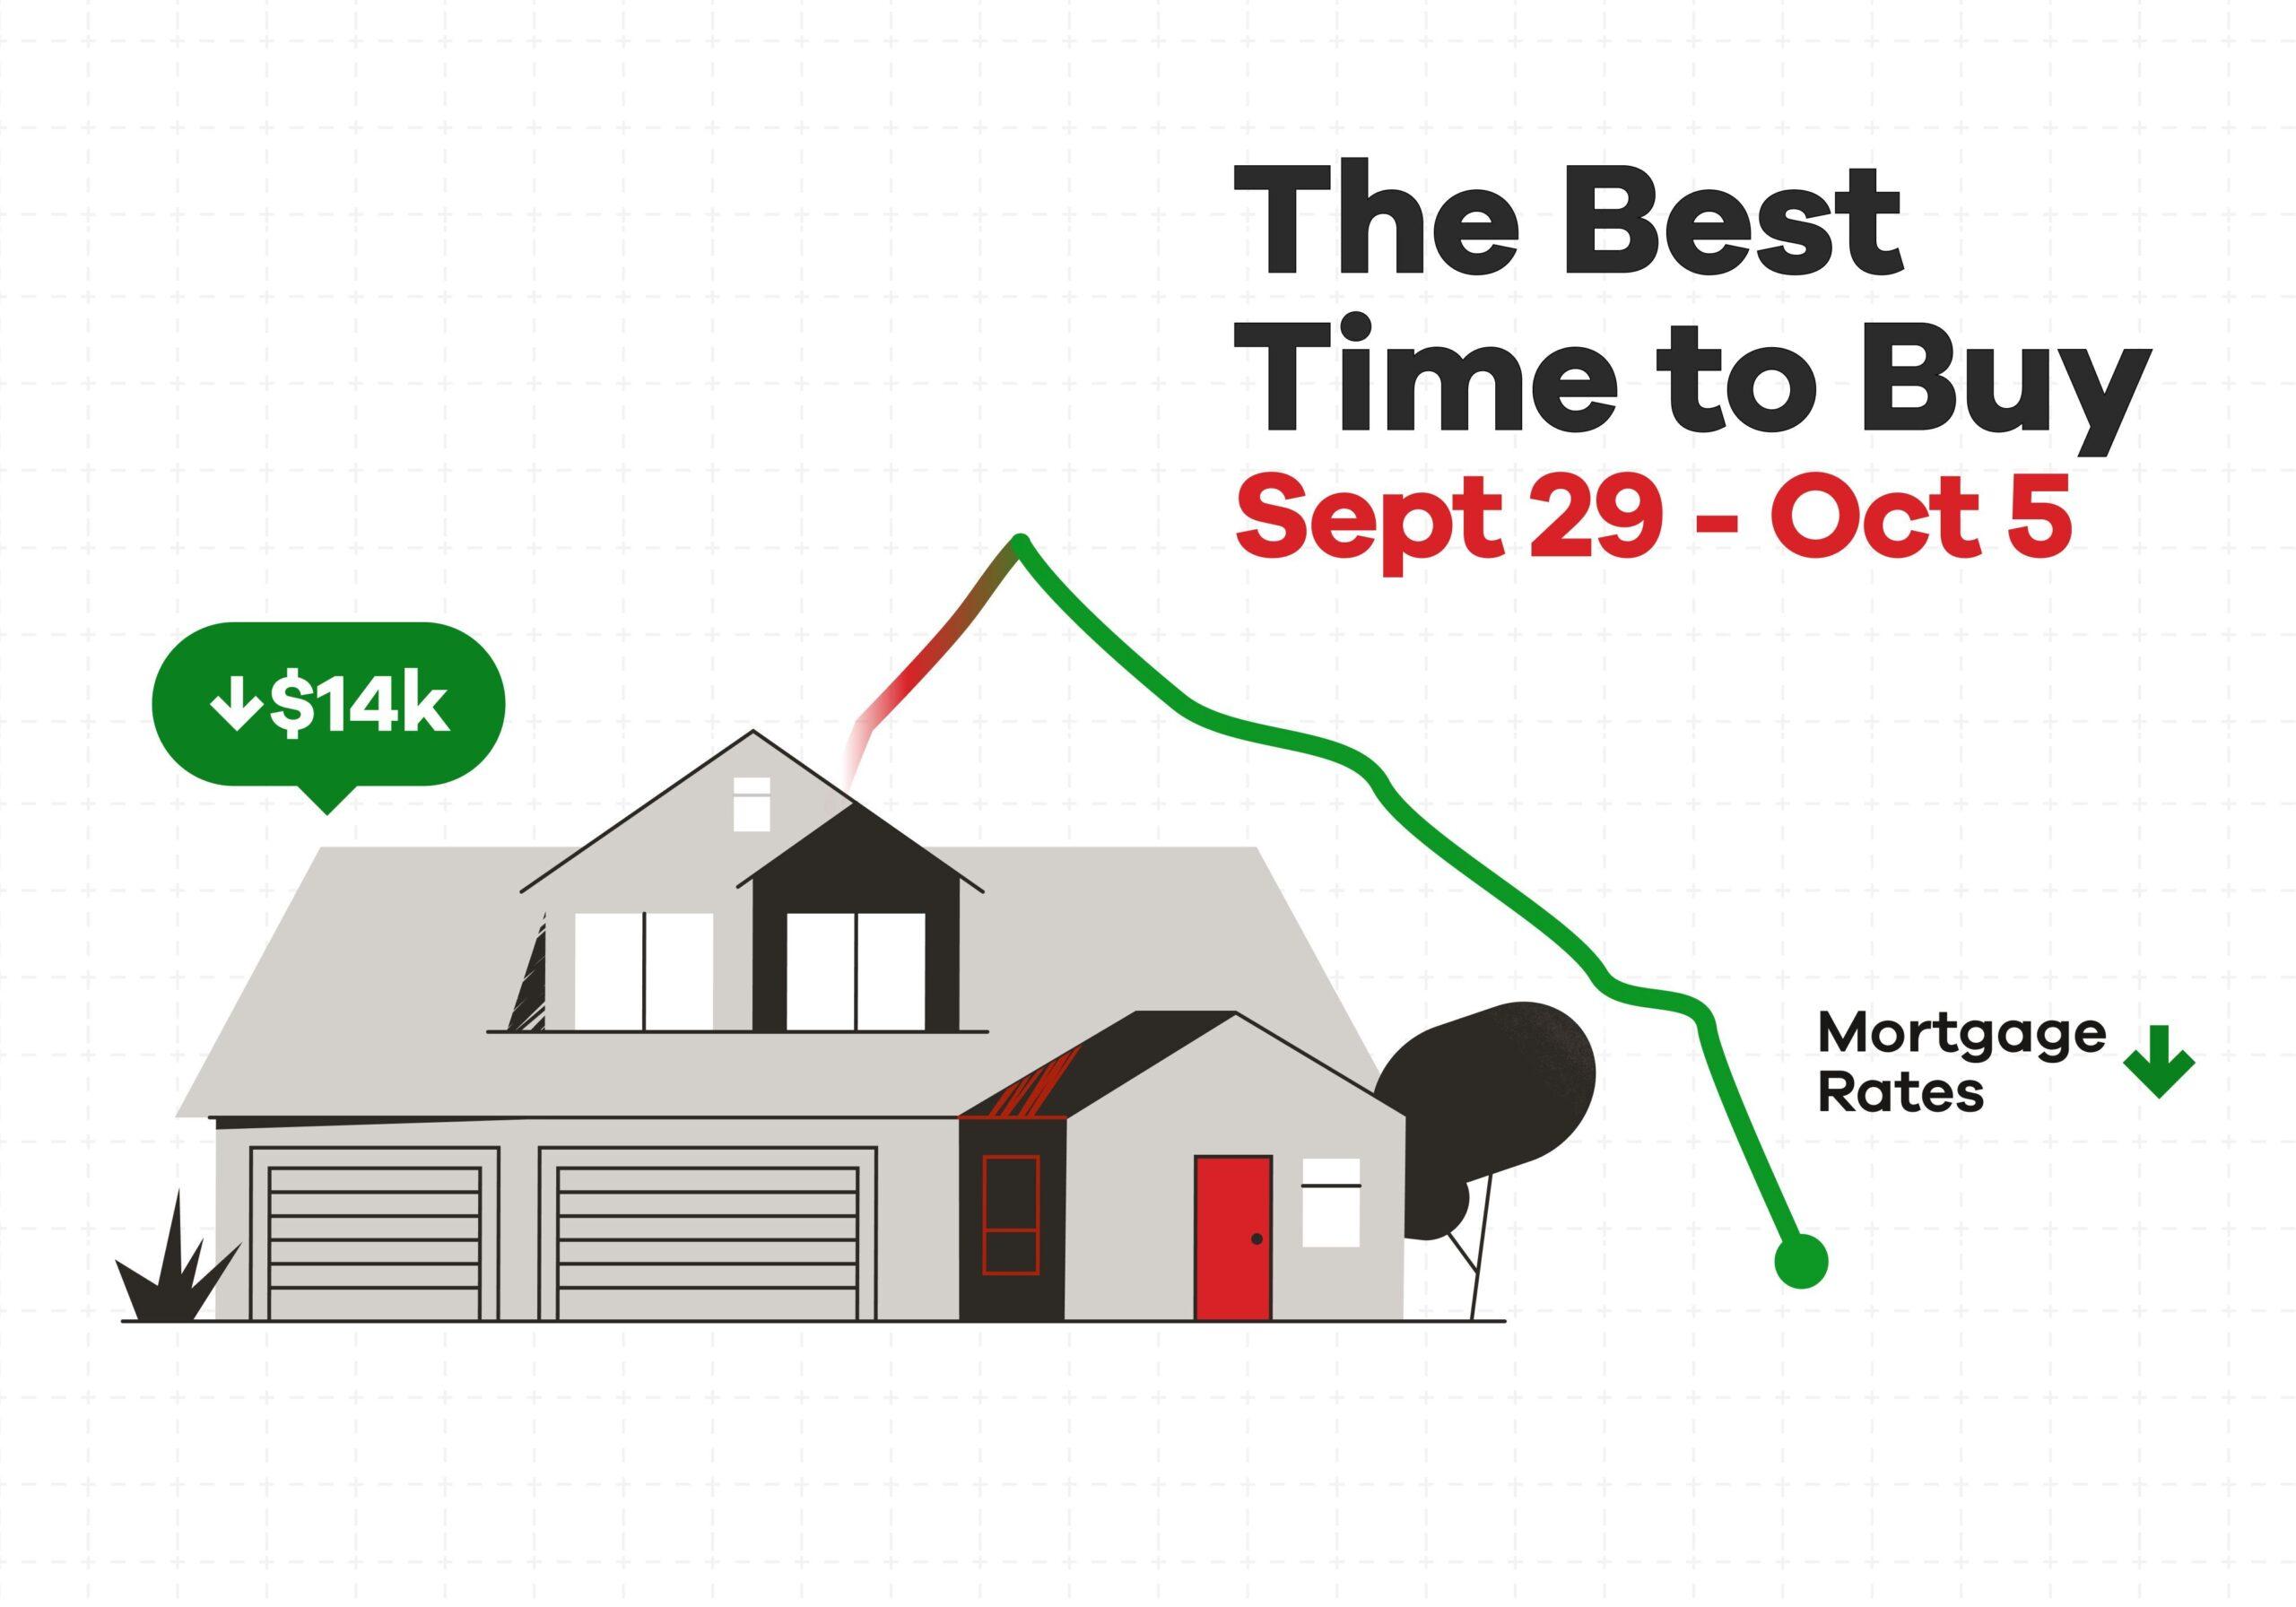 The Best
Time to Buy
Sept 29 - Oct 5
↓$14k
Mortgage
Rates